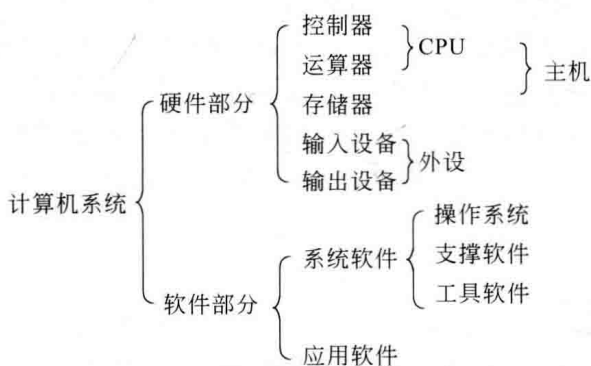 控制器
CPU
运算器
主机
硬件部分
存储器
输入设备
外设
输出设备
计算机系统
操作系统
系统软件
支撑软件
工具软件
软件部分
应用软件